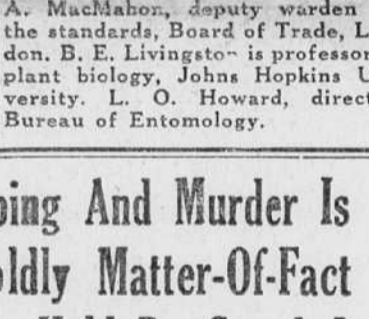 A. MacMahon, deputy warden
the standards, Board of Trade, L
don. B. E. Livingston is professor
plant biology, Johns Hopkins U
versity. L. O. Howard, direct
Bureau of Entomology.
ping And Murder Is
oldly Matter-Of-Fact